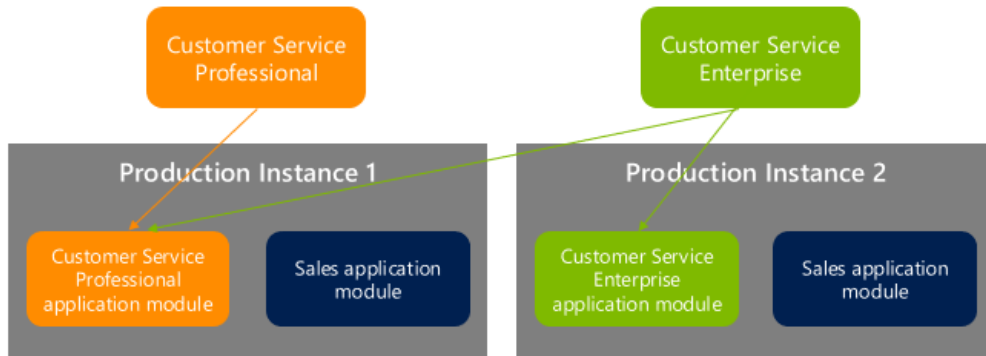 Customer Service
Professional
Customer Service
Enterprise
Production Instance 1
Production Instance 2
Customer Service
Professional
application module
Sales application
module
Customer Service
Enterprise
application module
Sales application
module